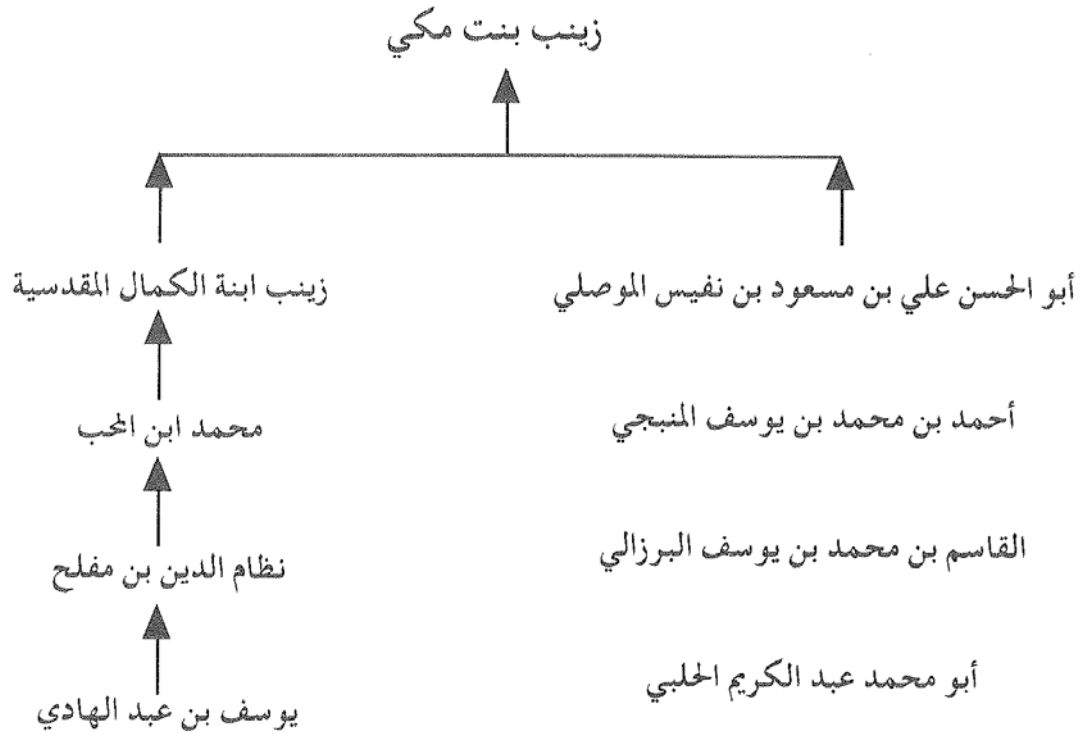 زينب بنت مكي
أبو الحسن علي بن مسعود بن نفيس الموصلي
أحمد بن محمد بن يوسف المنبجي
القاسم بن محمد بن يوسف البرزالي
أبو محمد عبد الكريم الحلبي
زينب ابنة الكمال المقدسية
محمد ابن المحب
نظام الدين بن مفلح
يوسف بن عبد الهادي